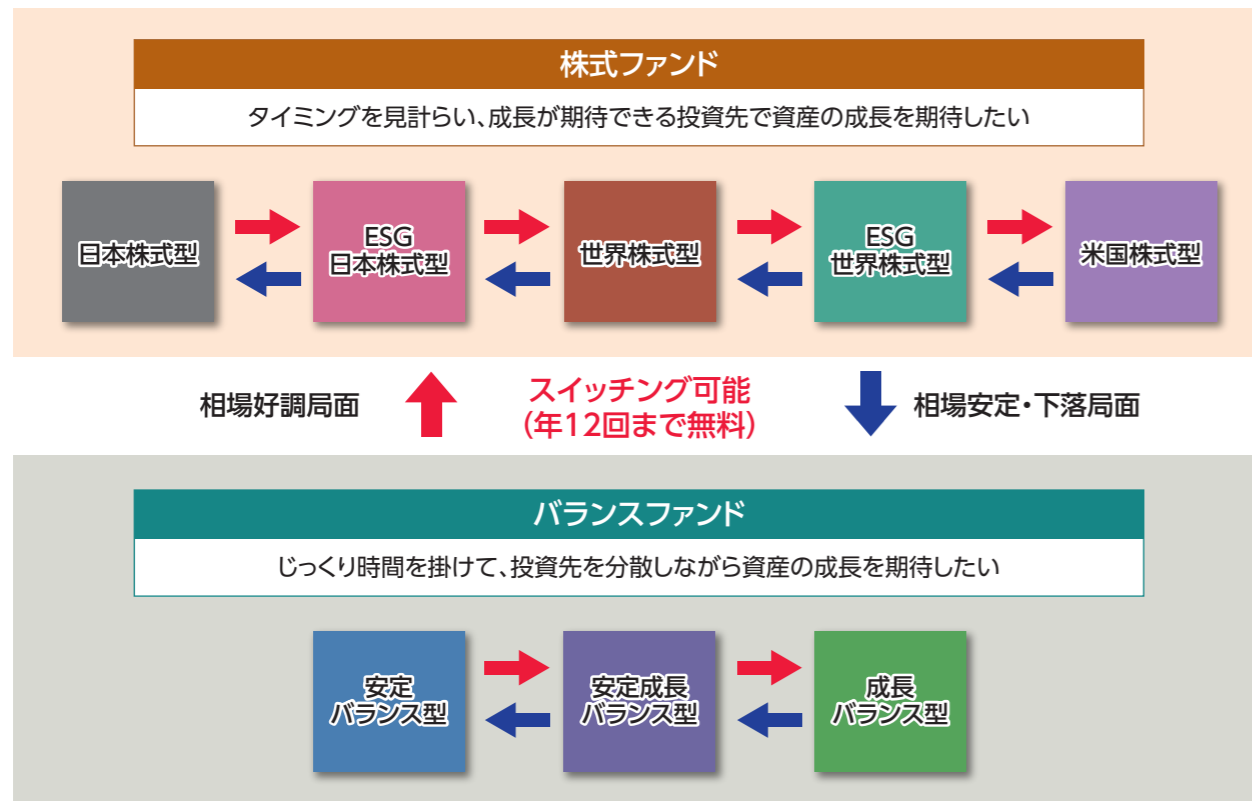 株式ファンド
タイミングを見計らい、成長が期待できる投資先で資産の成長を期待したい
日本株式型
ESG
日本株式型
世界株式型
ESG
世界株式型
米国株式型
相場好調局面
スイッチング可能
(年12回まで無料)
相場安定・下落局面
バランスファンド
じっくり時間を掛けて、投資先を分散しながら資産の成長を期待したい
安定
バランス型
安定成長
バランス型
成長
バランス型